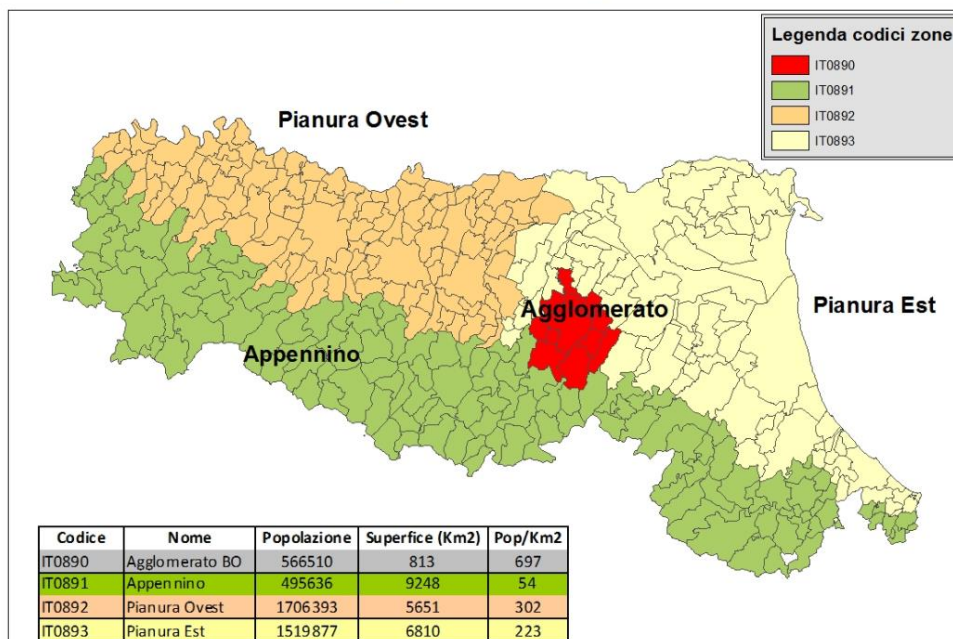 Legenda codici zone
IT0890
IT0891
IT0892
IT0893
Pianura Ovest
Agglomerato
Pianura Est
Appennino
Codice Nome Popolazione Superfice (Km2) Pop/Km2
IT0890 Agglomerato BO 566510 813 697
IT0891 Appennino 495636 9248 54
IT0892 Pianura Ovest 1706393 5651 302
IT0893 Pianura Est 1519877 6810 223